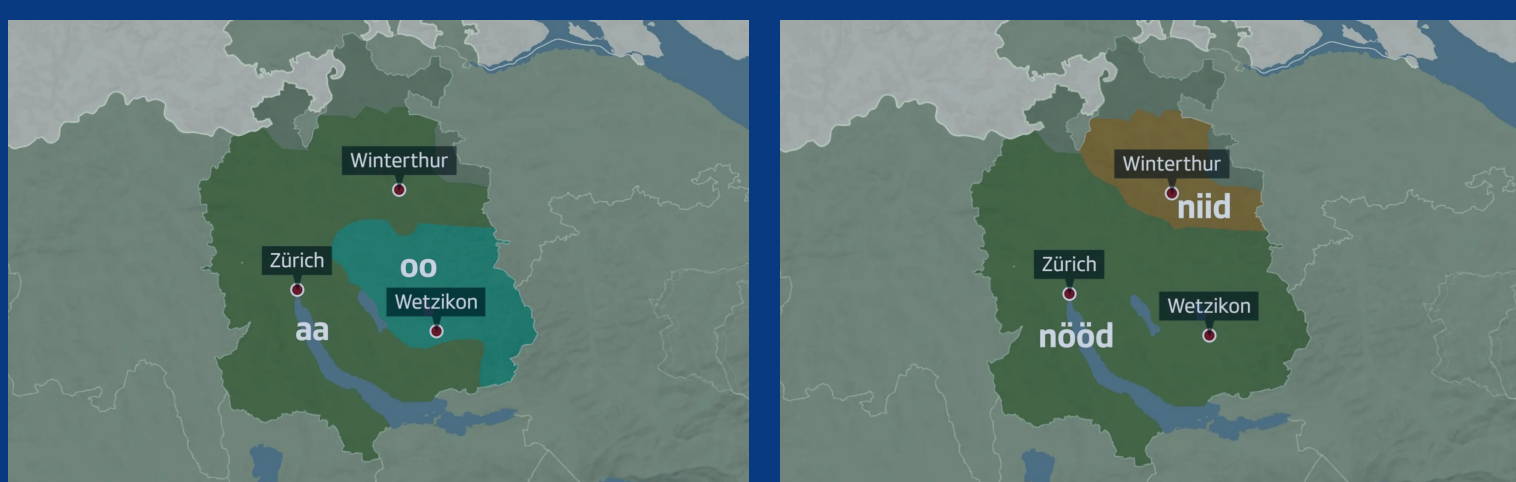 Winterthur
Zürich
oo
Wetzikon
aa
Winterthur
niid
Zürich
Wetzikon
nööd